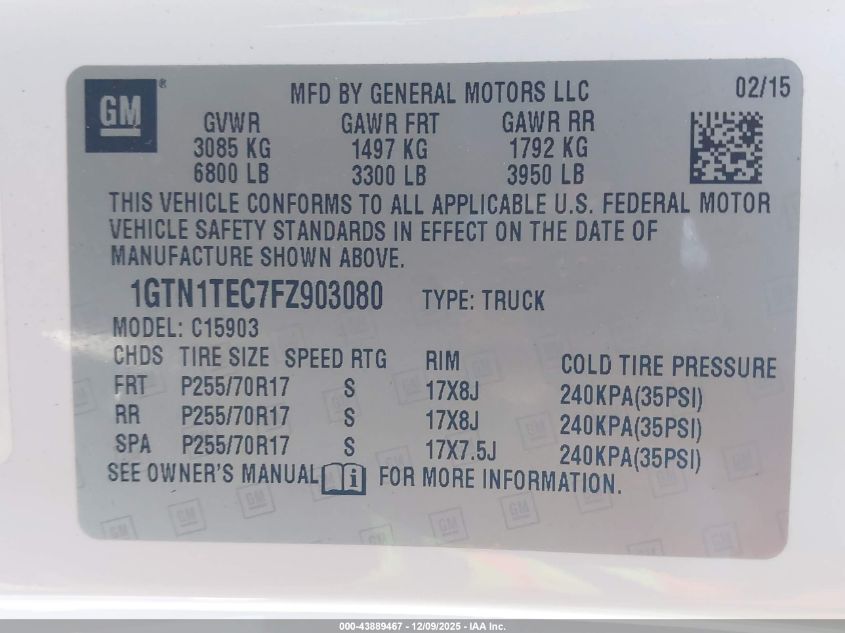 GM®
MFD BY GENERAL MOTORS LLC 02/15
GVWR GAWR FRT GAWR RR
3085 KG 1497 KG 1792 KG
6800 LB 3300 LB 3950 LB
THIS VEHICLE CONFORMS TO ALL APPLICABLE U.S. FEDERAL MOTOR
VEHICLE SAFETY STANDARDS IN EFFECT ON THE DATE OF
MANUFACTURE SHOWN ABOVE.
1GTN1TEC7FZ903080 TYPE: TRUCK
MODEL: C15903
CHDS TIRE SIZE SPEED RTG RIM COLD TIRE PRESSURE
FRT P255/70R17 S 17X8J 240KPA(35PSI)
RR P255/70R17 S 17X8J 240KPA(35PSI)
SPA P255/70R17 S 17X7.5J 240KPA(35PSI)
SEE OWNER'S MANUAL i FOR MORE INFORMATION.
000-43889467 - 12/09/2025 - IAA Inc.